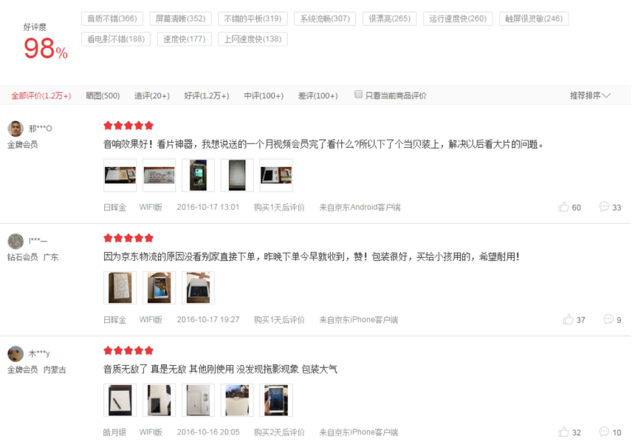 好评度
98%
音质不错(366) 屏幕清晰(352) 不错的平板(319) 系统流畅(307) 很漂亮(265) 运行速度快(260) 触屏很灵敏(246)
看电影不错(188) 速度快(177) 上网速度快(138)
全部评价(1.2万+) 晒图(500) 追评(20+) 好评(1.2万+) 中评(100+) 差评(100+) 只看当前商品评价 推荐排序
邪***O
金牌会员
音响效果好！看片神器，我想说送的一个月视频会员完了看什么?所以下了个当贝装上，解决以后看大片的问题。
日晖金 WIFI版 2016-10-17 13:01 购买1天后评价 来自京东Android客户端 60 33
l***一
钻石会员 广东
因为京东物流的原因没看别家直接下单，昨晚下单今早就收到，赞！包装很好，买给小孩用的，希望耐用！
日晖金 WIFI版 2016-10-17 19:27 购买1天后评价 来自京东iPhone客户端 37 9
木***y
金牌会员 内蒙古
音质无敌了 真是无敌 其他刚使用 没发现拖影现象 包装大气
皓月银 WIFI版 2016-10-16 20:05 购买2天后评价 来自京东iPhone客户端 32 10